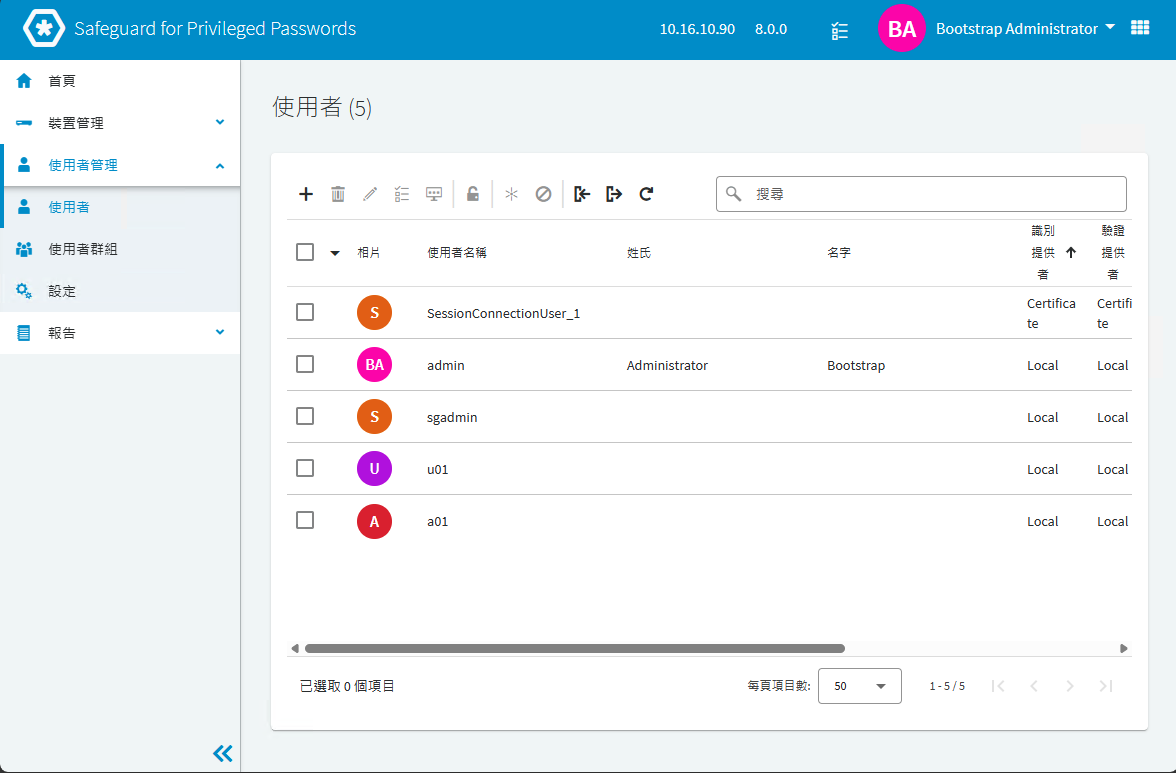 Safeguard for Privileged Passwords
10.16.10.90 8.0.0 BA Bootstrap Administrator
首頁
裝置管理
使用者管理
使用者
使用者群組
設定
報告
使用者 (5)
搜尋
相片 使用者名稱 姓氏 名字 識別提供者 驗證提供者
S SessionConnectionUser_1 Certificate Certifi te
BA admin Administrator Bootstrap Local Local
S sgadmin Local Local
U u01 Local Local
A a01 Local Local
已選取 0 個項目 每頁項目數: 50 1 - 5 / 5